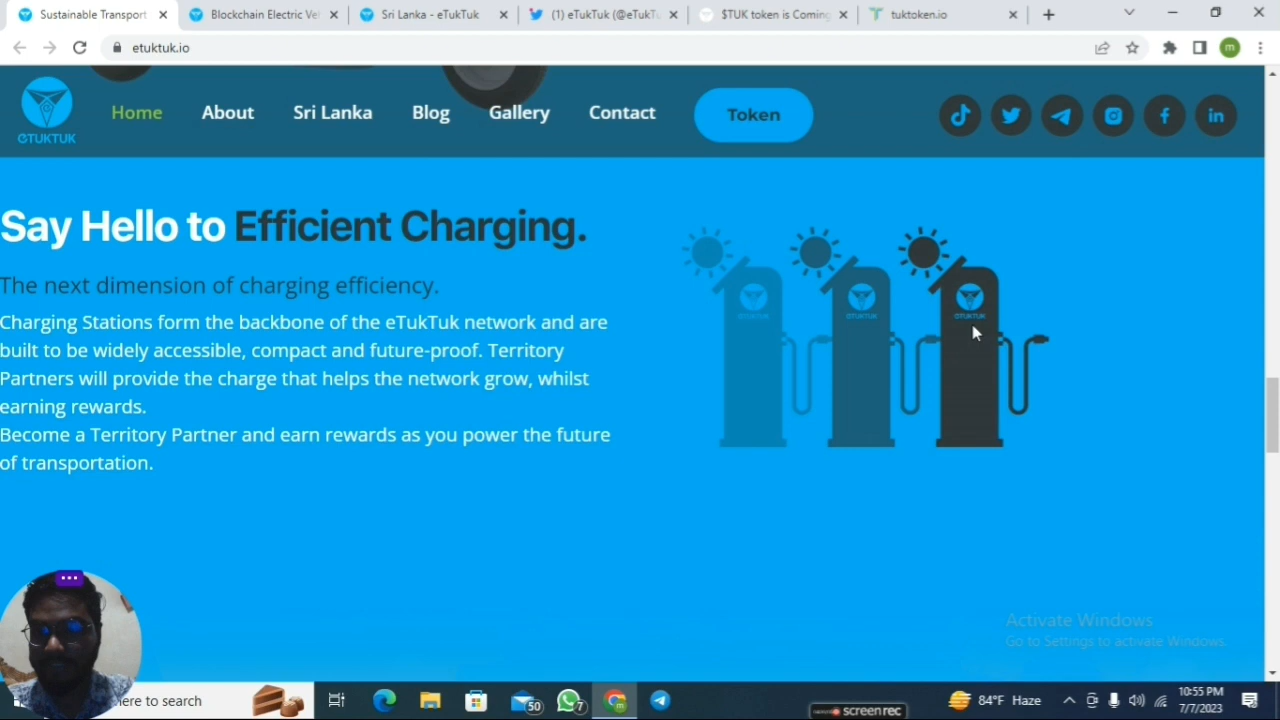 Sustainable Transport
Blockchain Electric Ve
Sri Lanka - eTukTuk
(1) eTukTuk (@eTukT
$TUK token is Coming
tuktoken.io
etuktuk.io
m
eTUKTUK
Home
About
Sri Lanka
Blog
Gallery
Contact
Token
Say Hello to Efficient Charging.
The next dimension of charging efficiency.
Charging Stations form the backbone of the eTukTuk network and are
built to be widely accessible, compact and future-proof. Territory
Partners will provide the charge that helps the network grow, whilst
earning rewards.
Become a Territory Partner and earn rewards as you power the future
of transportation.
eTUKTUK
eTUKTUK
eTUKTUK
Activate Windows
Go to Settings to activate Windows.
here to search
50
7
m
84°F Haze
10:55 PM
7/7/2023
screenrec